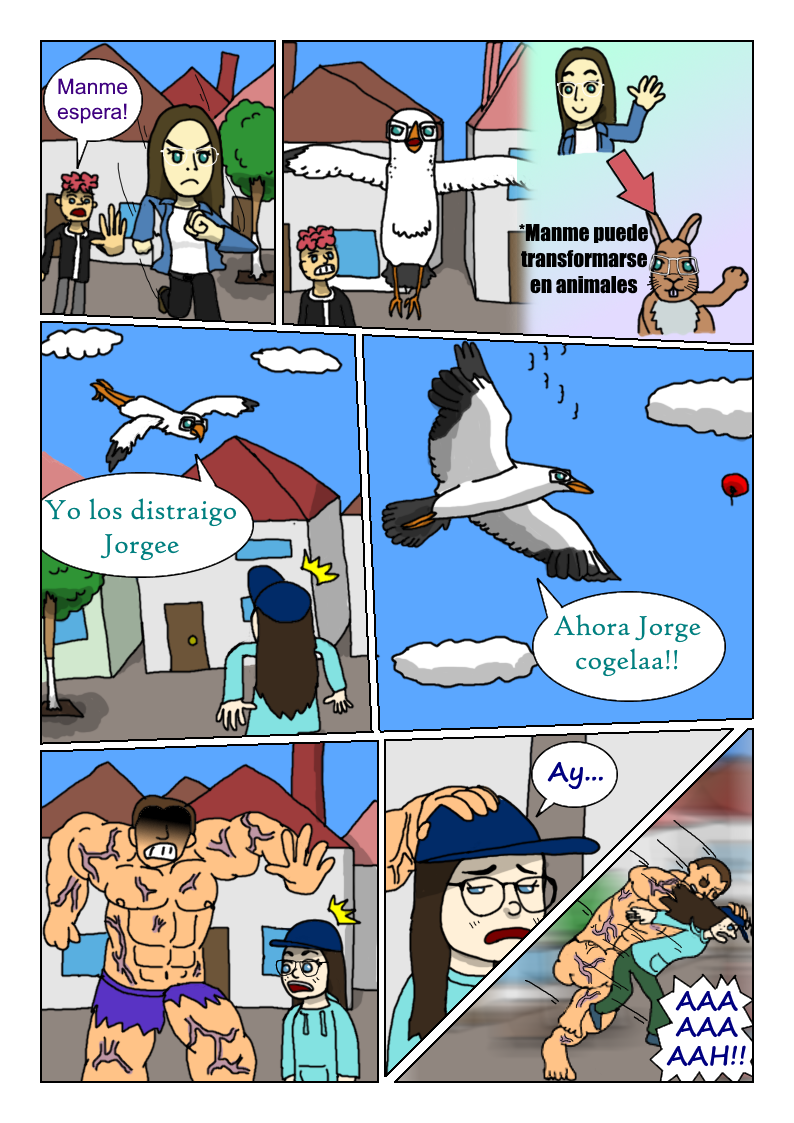 Manme
espera!
*Manme puede
transformarse
en animales
Yo los distraigo
Jorgee
Ahora Jorge
cogelaa!!
Ay...
AAA
AAA
AAH!!